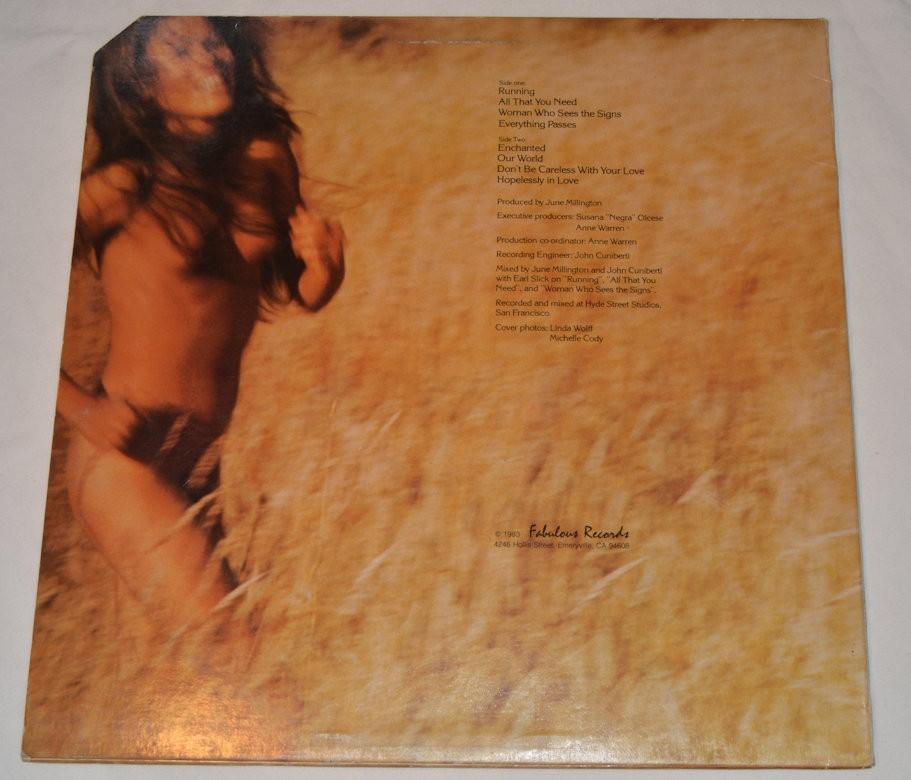 Side one:
Running
All That You Need
Woman Who Sees the Signs
Everything Passes
Side Two:
Enchanted
Our World
Don't Be Careless With Your Love
Hopelessly in Love
Produced by June Millington
Executive producers: Susana "Negra" Olicese
Anne Warren
Production co-ordinator: Anne Warren
Recording Engineer: John Cuniberti
Mixed by June Millington and John Cuniberti
with Earl Slick on "Running", "All That You
Need", and "Woman Who Sees the Signs".
Recorded and mixed at Hyde Street Studios,
San Francisco
Cover photos: Linda Wolff
Michelle Cody
© 1983 Fabulous Records
4246 Hollis Street, Emeryville, CA 94608